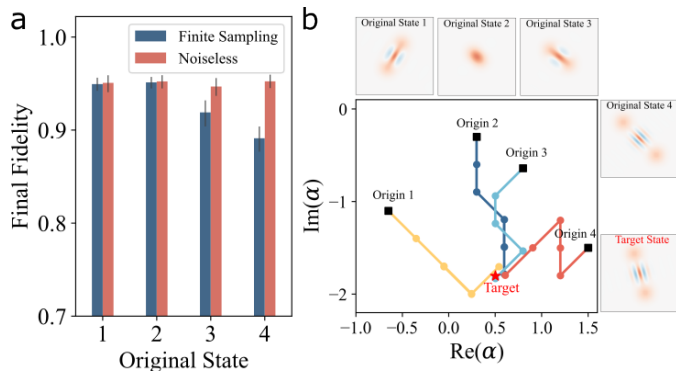 a
Final Fidelity
1.0
0.9
0.8
0.7
Finite Sampling
Noiseless
1 2 3 4
Original State
b
Original State 1
Original State 2
Original State 3
Original State 4
Target State
Im(α)
0
−1
−2
Origin 1
Origin 2
Origin 3
Origin 4
Target
−1.0 −0.5 0.0 0.5 1.0 1.5
Re(α)